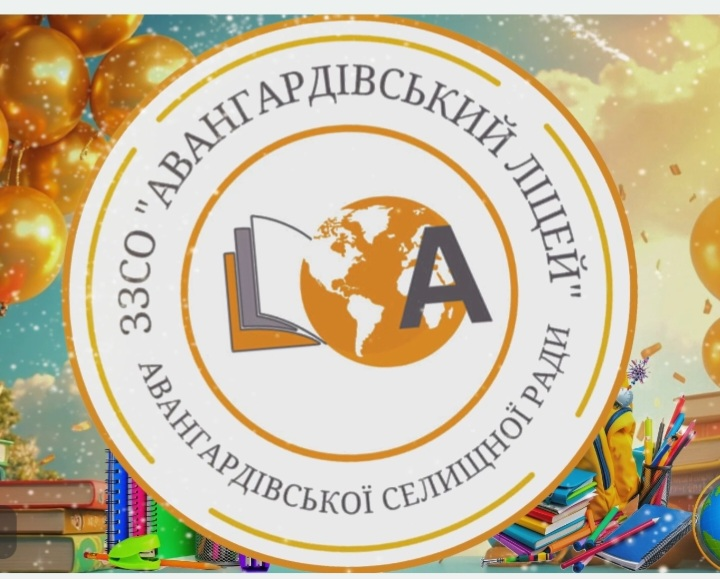 ЗЗСО "АВАНГАРДІВСЬКИЙ ЛІЦЕЙ"
А
АВАНГАРДІВСЬКОЇ СЕЛИЩНОЇ РАДИ